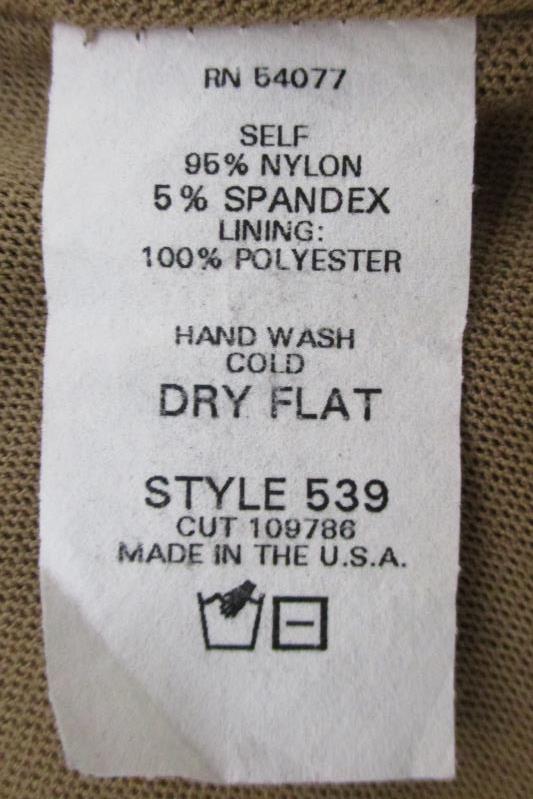 RN 54077
SELF
95% NYLON
5% SPANDEX
LINING:
100% POLYESTER
HAND WASH
COLD
DRY FLAT
STYLE 539
CUT 109786
MADE IN THE U.S.A.